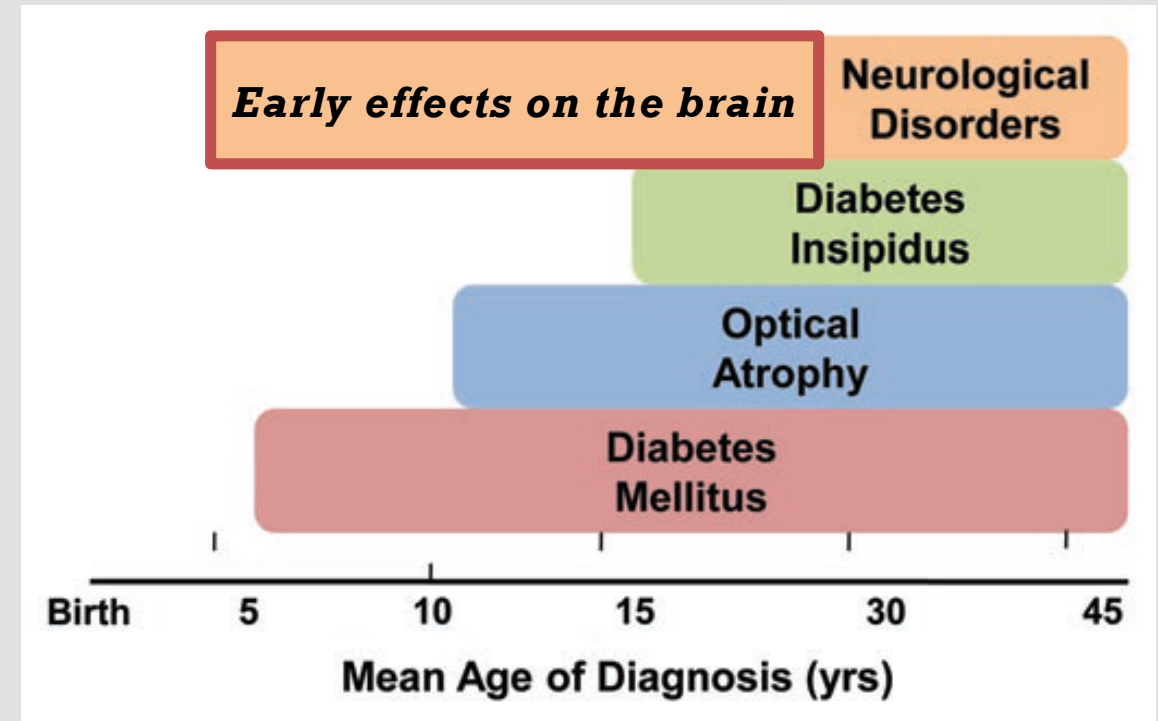 Early effects on the brain
Neurological
Disorders
Diabetes
Insipidus
Optical
Atrophy
Diabetes
Mellitus
Birth 5 10 15 30 45
Mean Age of Diagnosis (yrs)